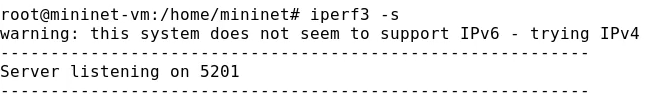 root@mininet-vm:/home/mininet# iperf3 -s
warning: this system does not seem to support IPv6 - trying IPv4
-----------------------------------------------------------
Server listening on 5201
-----------------------------------------------------------